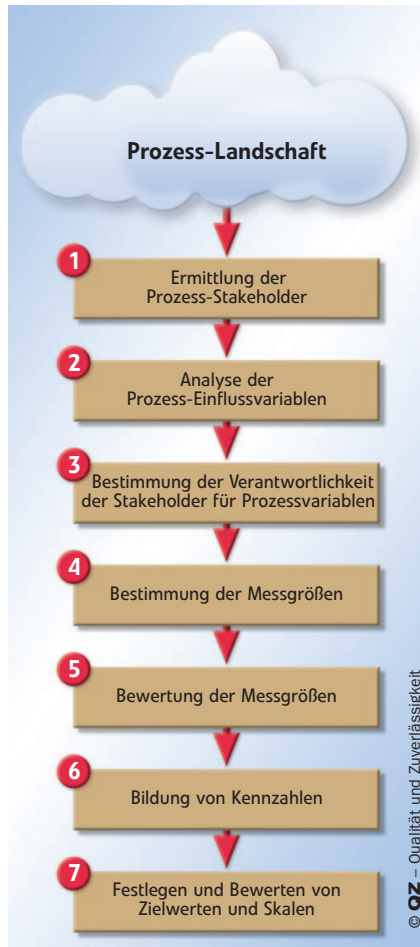 Prozess-Landschaft
1
Ermittlung der
Prozess-Stakeholder
2
Analyse der
Prozess-Einflussvariablen
3
Bestimmung der Verantwortlichkeit
der Stakeholder für Prozessvariablen
4
Bestimmung der Messgrößen
5
Bewertung der Messgrößen
6
Bildung von Kennzahlen
7
Festlegen und Bewerten von
Zielwerten und Skalen
© QZ – Qualität und Zuverlässigkeit